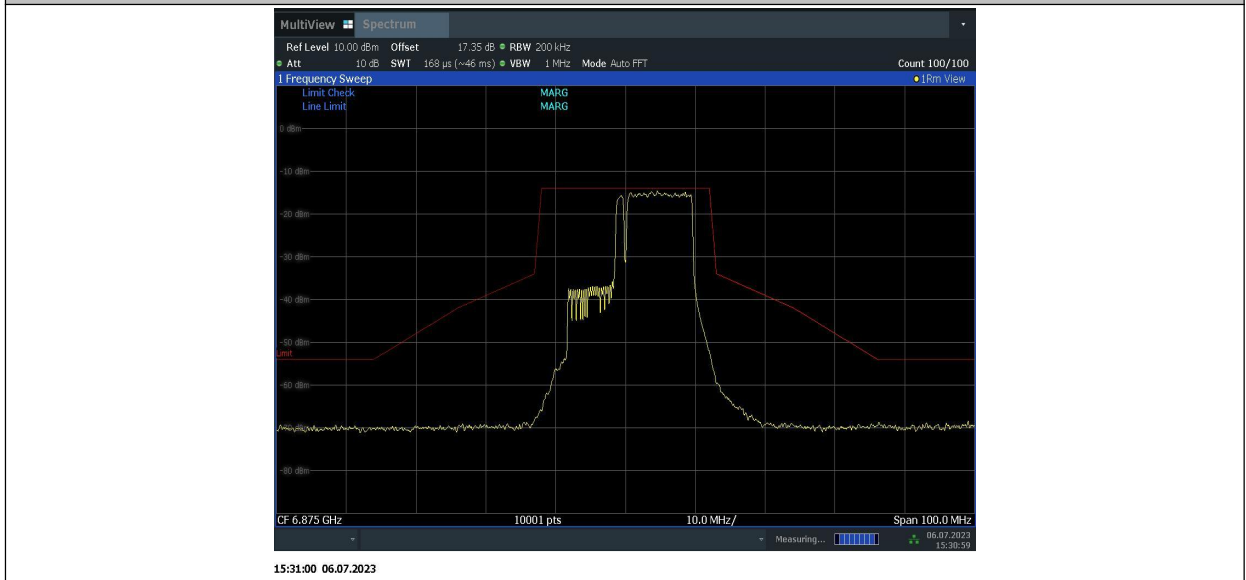 MultiView Spectrum
Ref Level 10.00 dBm Offset 17.35 dB RBW 200 kHz
Att 10 dB SWT 168 µs (~46 ms) VBW 1 MHz Mode Auto FFT Count 100/100
1 Frequency Sweep 1Rm View
Limit Check MARG
Line Limit MARG
0 dBm
-10 dBm
-20 dBm
-30 dBm
-40 dBm
-50 dBm
Limit
-60 dBm
-80 dBm
CF 6.875 GHz 10001 pts 10.0 MHz/ Span 100.0 MHz
Measuring... 06.07.2023
15:30:59
15:31:00 06.07.2023